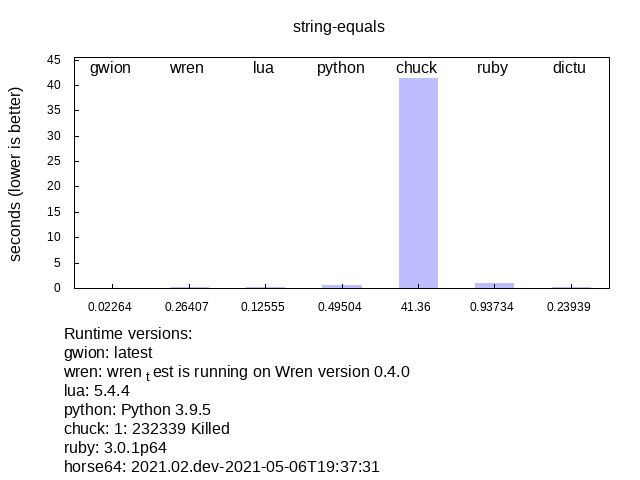 string-equals
seconds (lower is better)
45
40
35
30
25
20
15
10
5
0
gwion wren lua python chuck ruby dictu
0.02264 0.26407 0.12555 0.49504 41.36 0.93734 0.23939
Runtime versions:
gwion: latest
wren: wren test is running on Wren version 0.4.0
lua: 5.4.4
python: Python 3.9.5
chuck: 1: 232339 Killed
ruby: 3.0.1p64
horse64: 2021.02.dev-2021-05-06T19:37:31